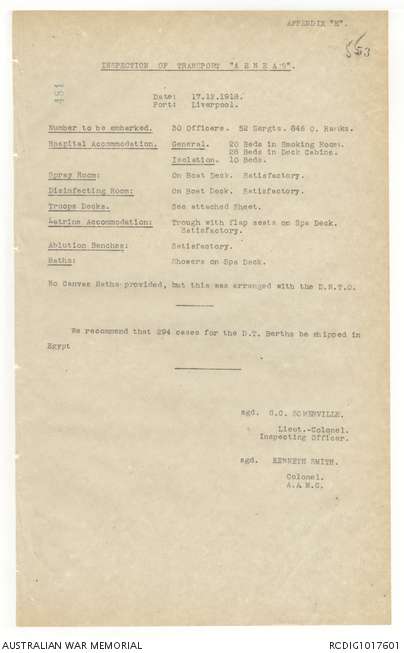 APPENDIX "E".
553
481
INSPECTION OF TRANSPORT "A E N E A S".
Date: 17.12.1918.
Port: Liverpool.
Number to be embarked. 30 Officers. 52 Sergts. 846 O. Ranks.
Hospital Accommodation. General. 20 Beds in Smoking Room.
28 Beds in Deck Cabins.
Isolation. 10 Beds.
Spray Room: On Boat Deck. Satisfactory.
Disinfecting Room: On Boat Deck. Satisfactory.
Troops Decks. See attached Sheet.
Latrine Accommodation: Trough with flap seats on Spa Deck.
Satisfactory.
Ablution Benches: Satisfactory.
Baths: Showers on Spa Deck.
No Canvas Baths provided, but this was arranged with the D.N.T.O.
We recommend that 294 cases for the D.T. Berths be shipped in
Egypt
sgd. G.C. SOMERVILLE.
Lieut.-Colonel.
Inspecting Officer.
sgd. KENNETH SMITH.
Colonel.
A.A M.C.
AUSTRALIAN WAR MEMORIAL
RCDIG1017601